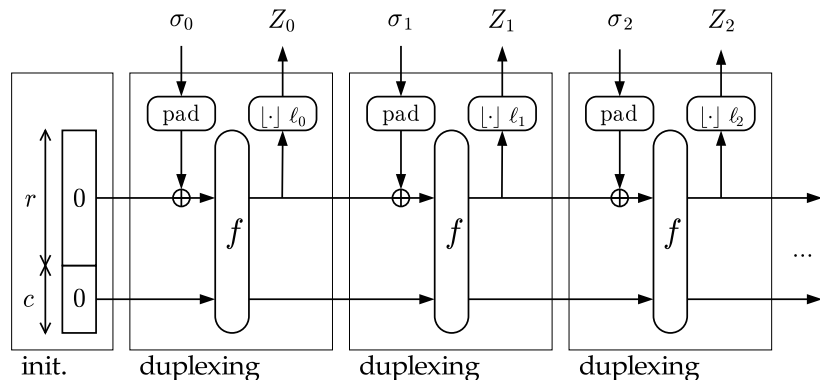 σ₀ Z₀ σ₁ Z₁ σ₂ Z₂
pad ⌊·⌋ ℓ₀ pad ⌊·⌋ ℓ₁ pad ⌊·⌋ ℓ₂
r 0
f f f
...
c 0
init. duplexing duplexing duplexing